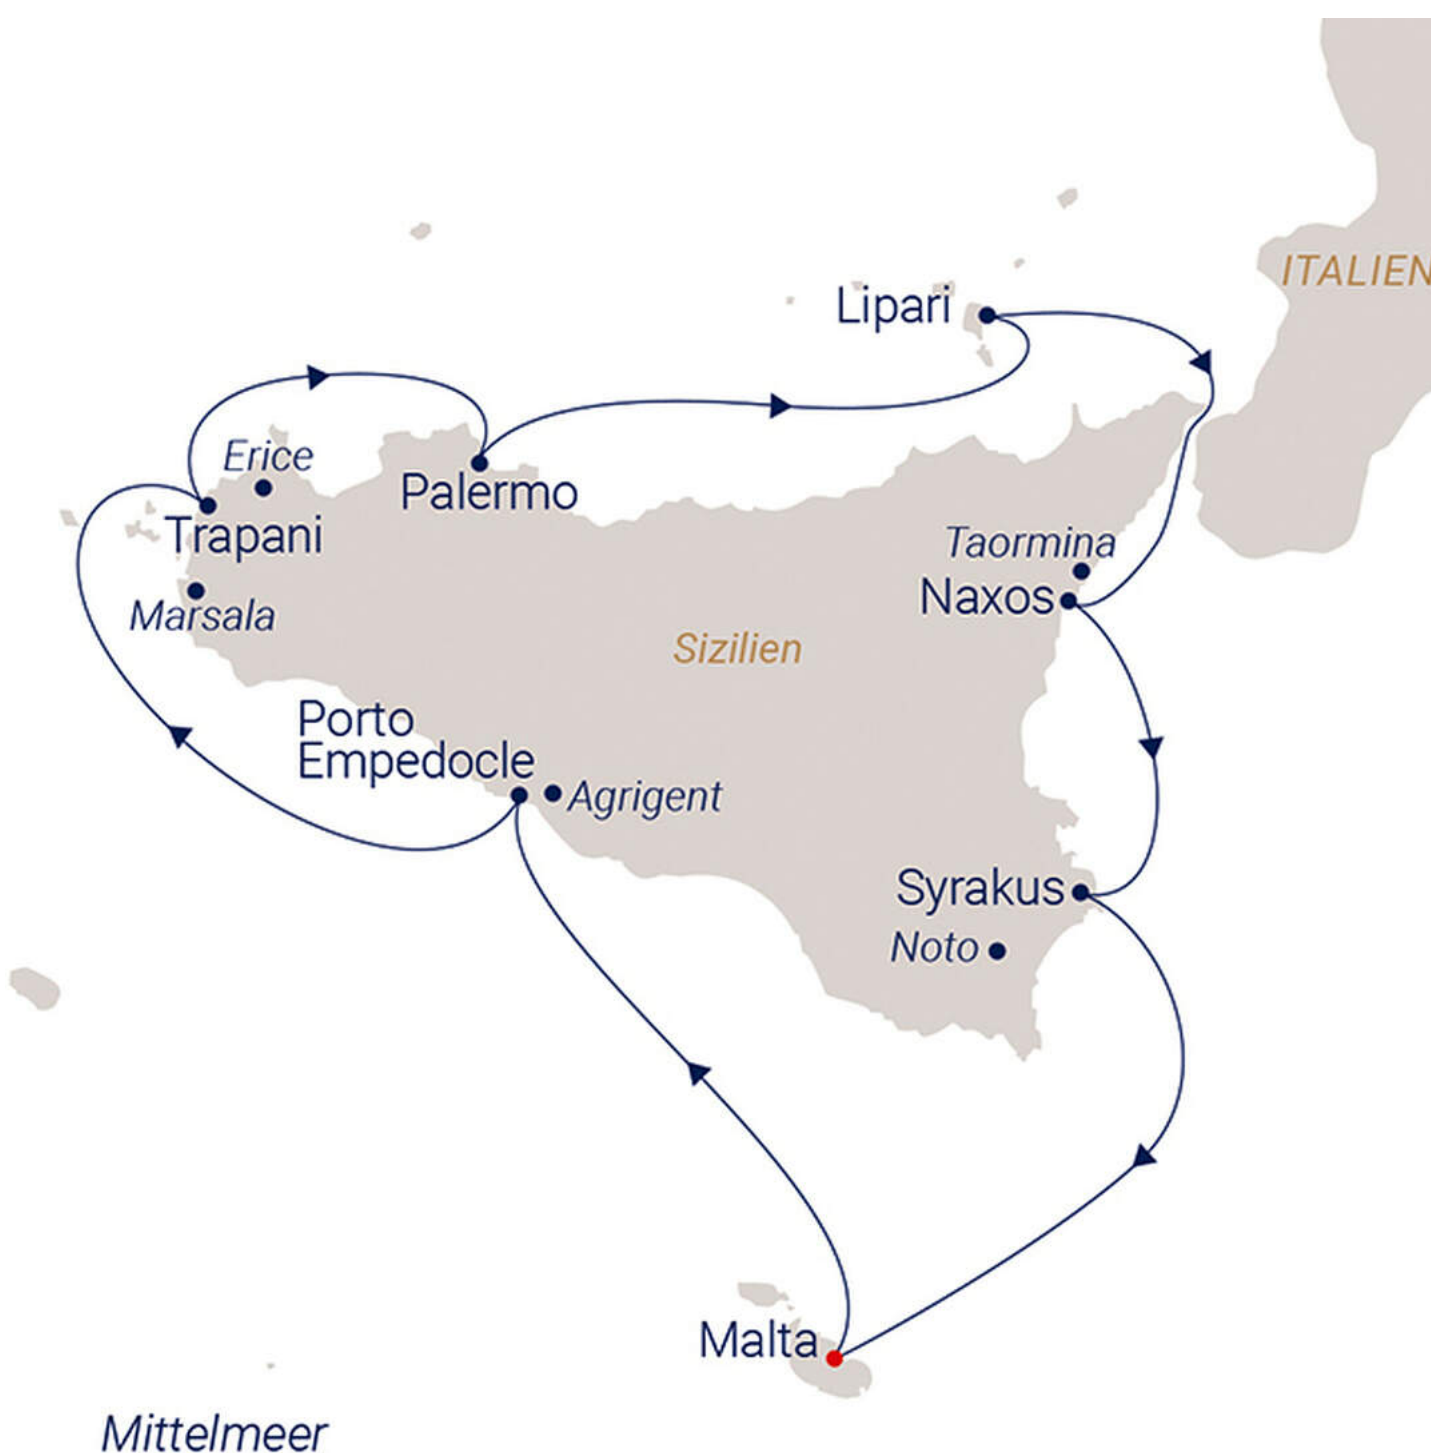 ITALIEN
Lipari
Erice
Palermo
Trapani
Taormina
Naxos
Marsala
Sizilien
Porto
Empedocle
Agrigent
Syrakus
Noto
Malta
Mittelmeer